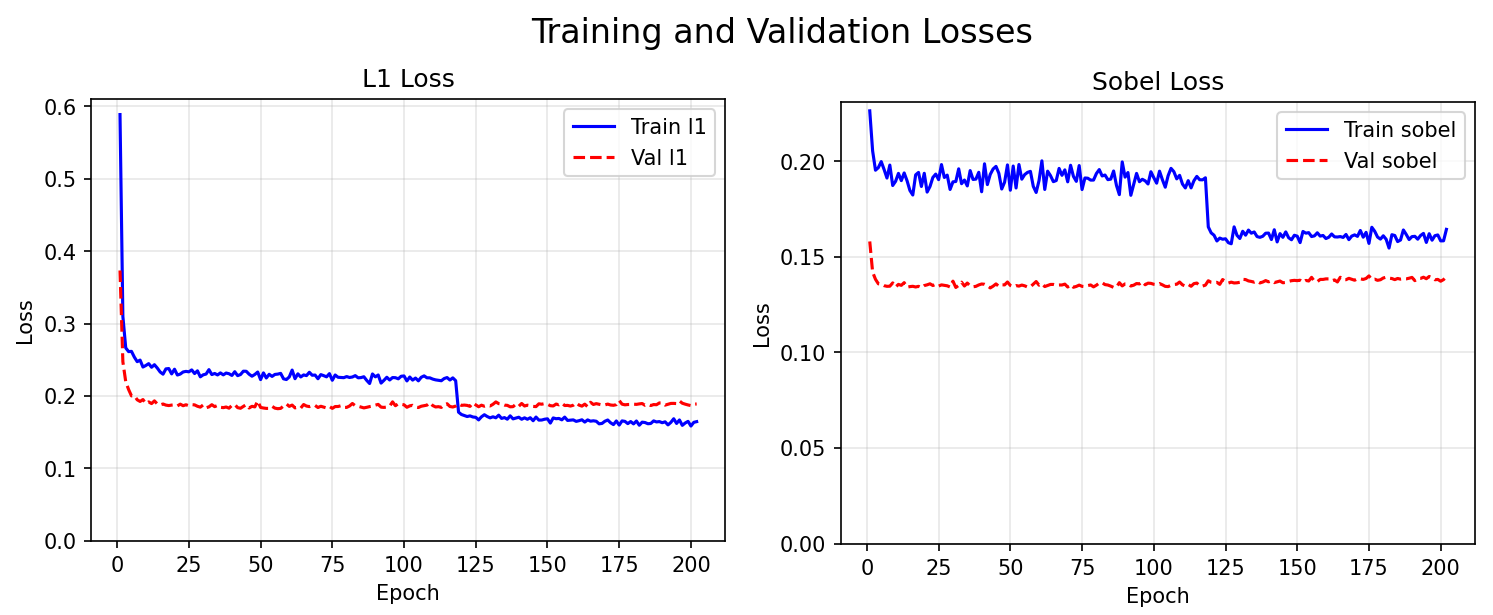 Training and Validation Losses
L1 Loss
Train l1
Val l1
Loss
0.6
0.5
0.4
0.3
0.2
0.1
0.0
0 25 50 75 100 125 150 175 200
Epoch
Sobel Loss
Train sobel
Val sobel
Loss
0.20
0.15
0.10
0.05
0.00
0 25 50 75 100 125 150 175 200
Epoch